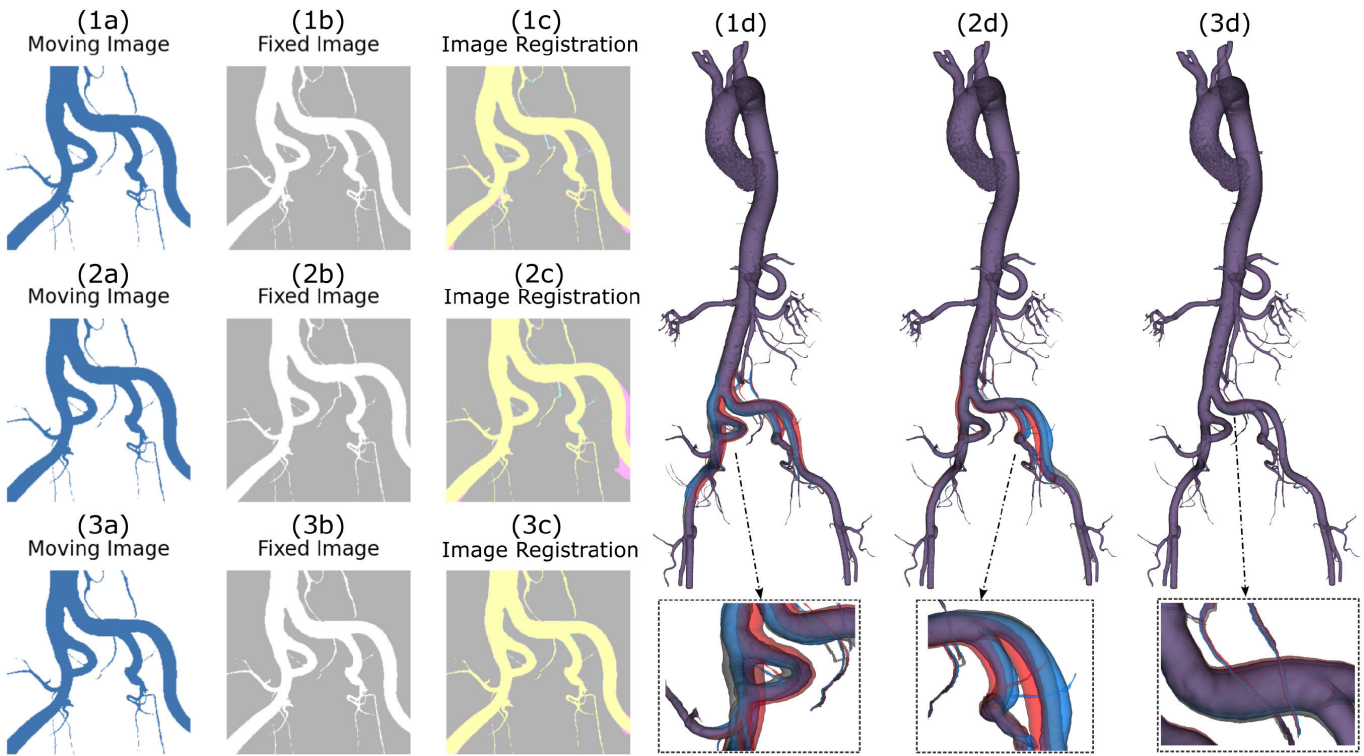 (1a)
Moving Image
(1b)
Fixed Image
(1c)
Image Registration
(1d)
(2d)
(3d)
(2a)
Moving Image
(2b)
Fixed Image
(2c)
Image Registration
(3a)
Moving Image
(3b)
Fixed Image
(3c)
Image Registration